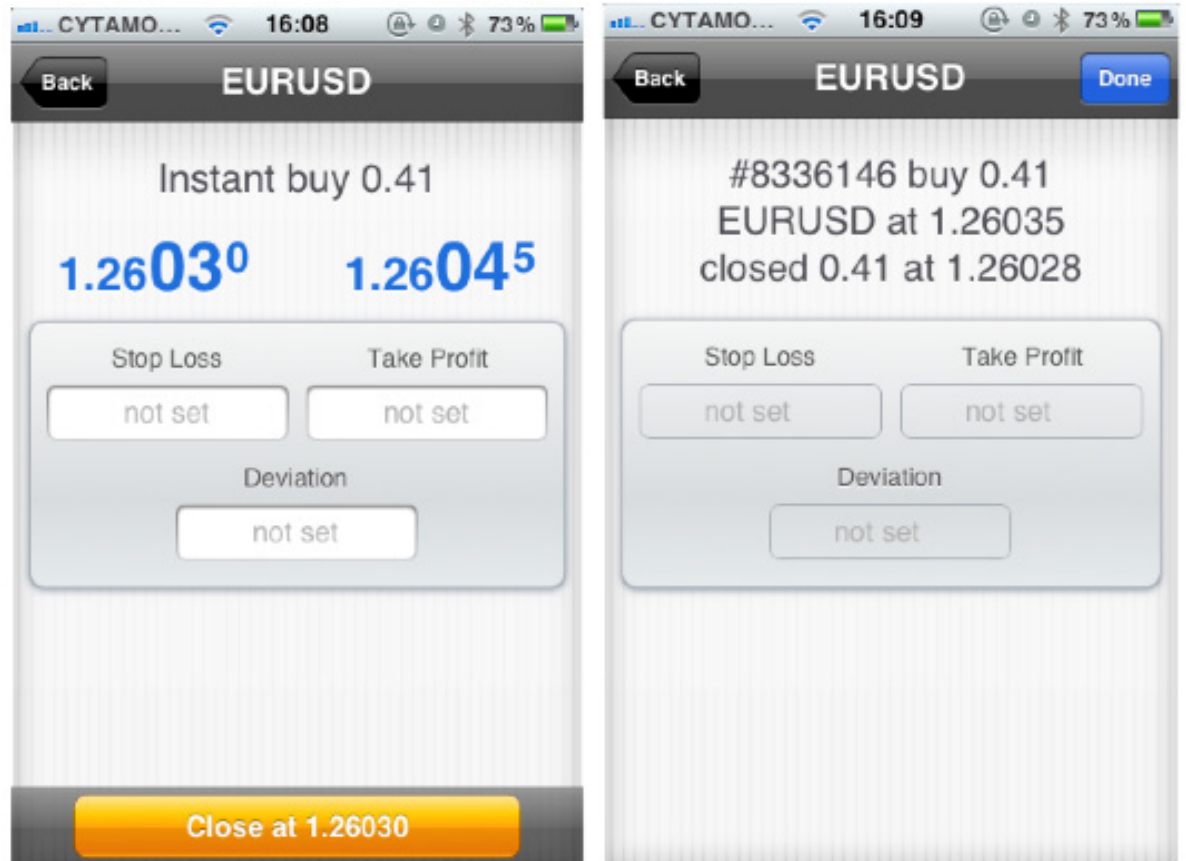 CYTAMO... 16:08 73%
Back EURUSD
Instant buy 0.41
1.26030 1.26045
Stop Loss Take Profit
not set not set
Deviation
not set
Close at 1.26030
CYTAMO... 16:09 73%
Back EURUSD Done
#8336146 buy 0.41
EURUSD at 1.26035
closed 0.41 at 1.26028
Stop Loss Take Profit
not set not set
Deviation
not set